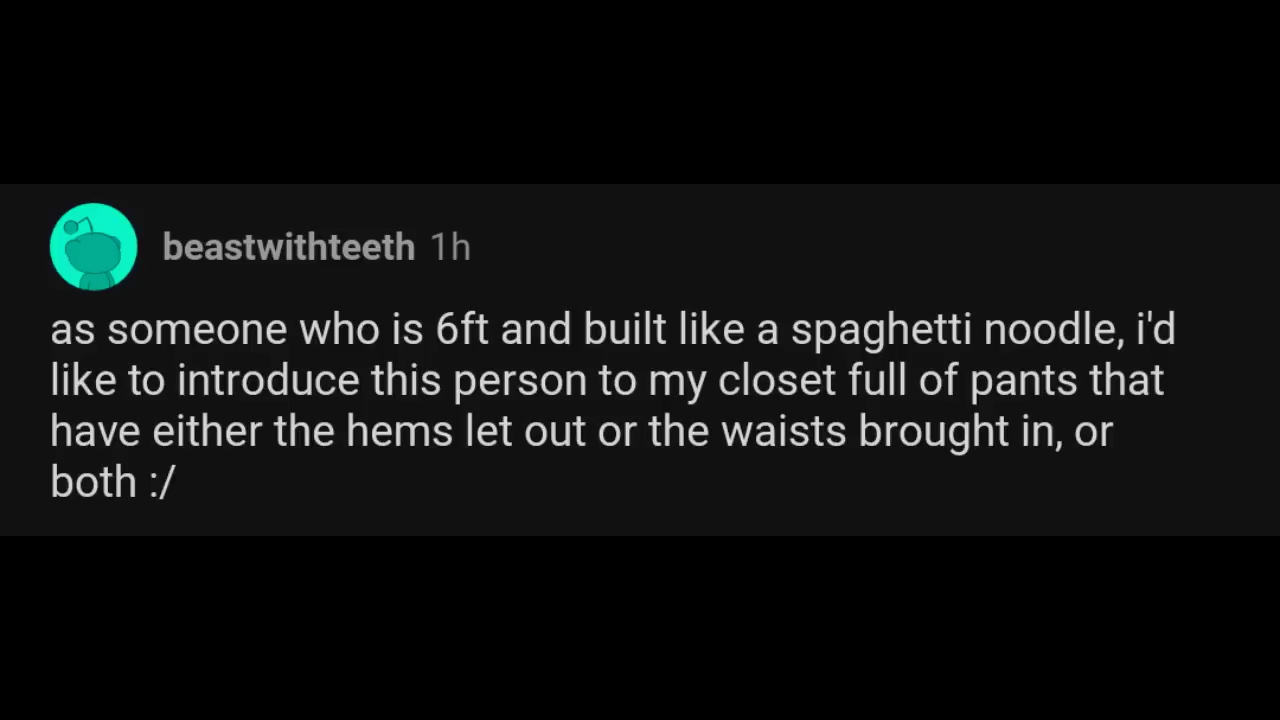 beastwithteeth 1h
as someone who is 6ft and built like a spaghetti noodle, i'd
like to introduce this person to my closet full of pants that
have either the hems let out or the waists brought in, or
both :/